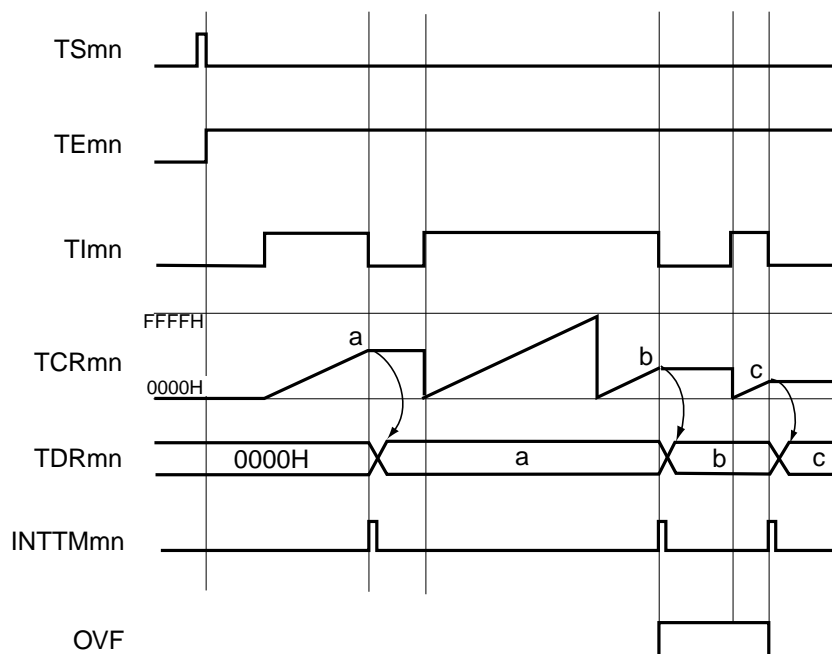 TSmn
TEmn
TImn
FFFFH
a
b
c
TCRmn
0000H
TDRmn
0000H
a
b
c
INTTMmn
OVF